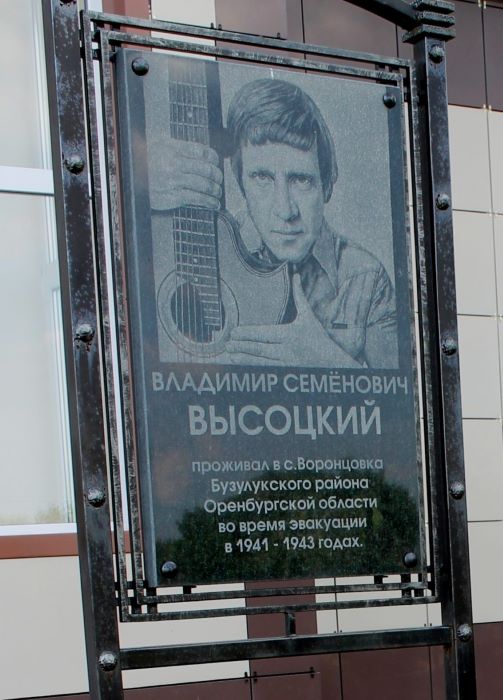 ВЛАДИМИР СЕМЁНОВИЧ
ВЫСОЦКИЙ
проживал в с.Воронцовка
Бузулукского района
Оренбургской области
во время эвакуации
в 1941 - 1943 годах.